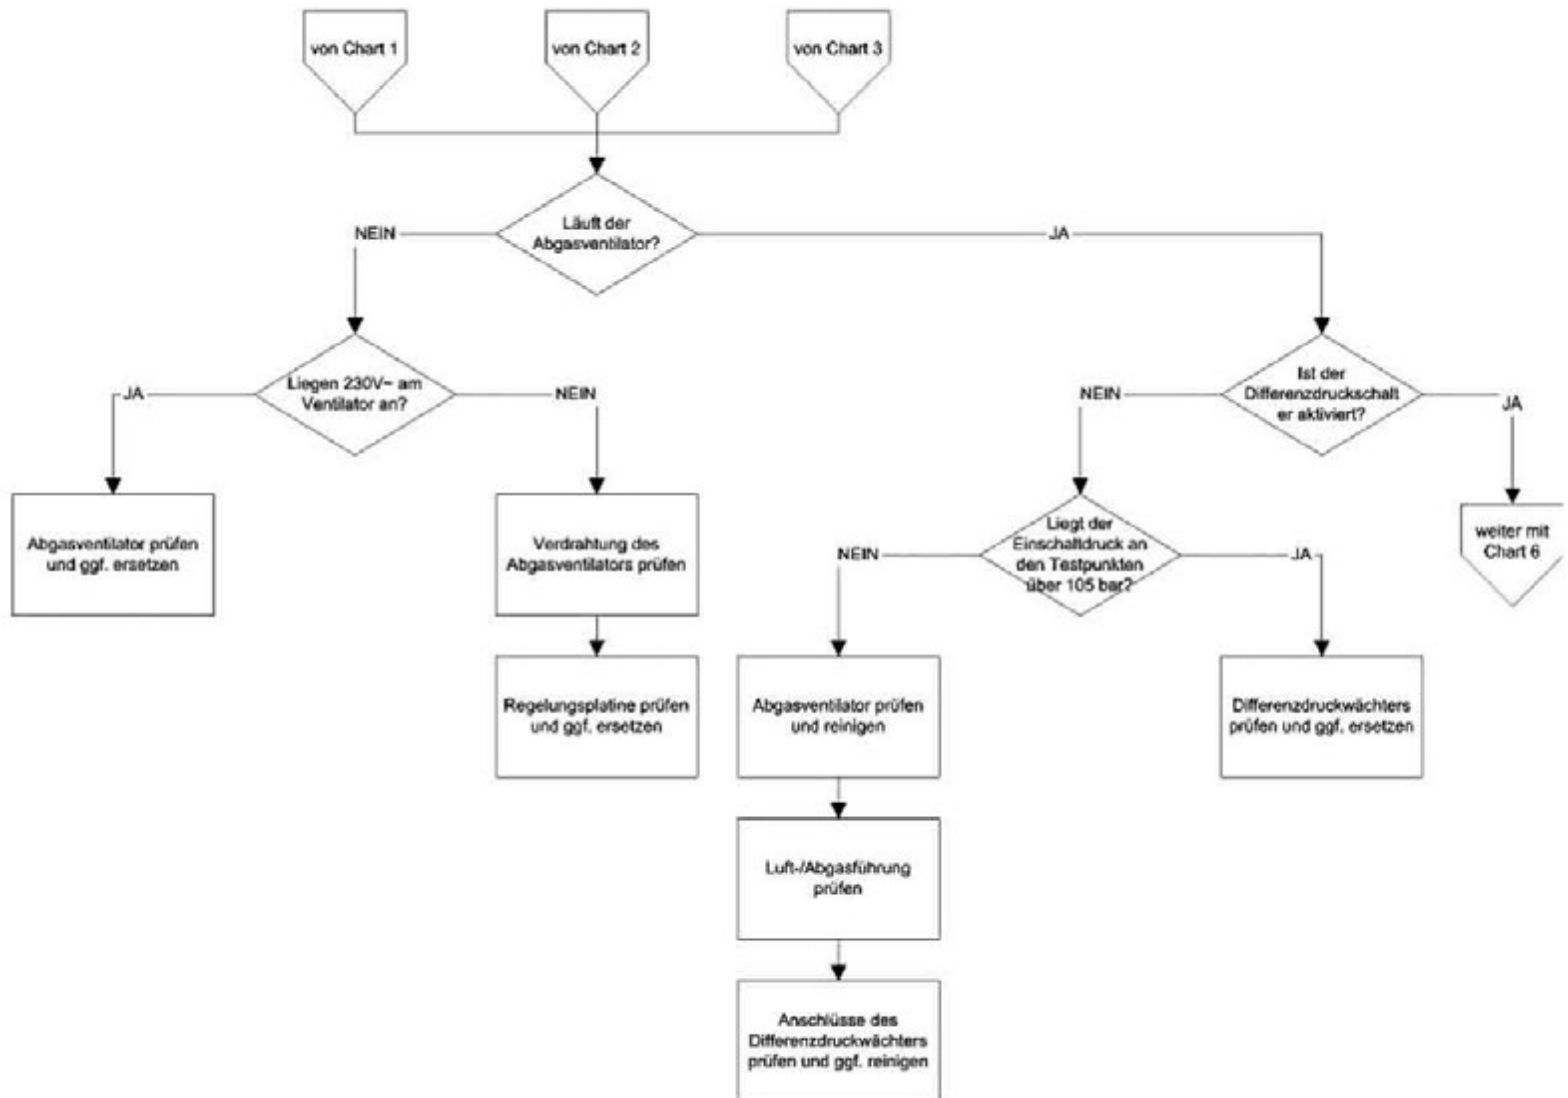 von Chart 1
von Chart 2
von Chart 3
Läuft der
Abgasventilator?
NEIN
JA
Liegen 230V~ am
Ventilator an?
JA
NEIN
Ist der
Differenzdruckschalt
er aktiviert?
NEIN
JA
Abgasventilator prüfen
und ggf. ersetzen
Verdrahtung des
Abgasventilators prüfen
Liegt der
Einschaltdruck an
den Testpunkten
über 105 bar?
NEIN
JA
weiter mit
Chart 6
Regelungsplatine prüfen
und ggf. ersetzen
Abgasventilator prüfen
und reinigen
Differenzdruckwächters
prüfen und ggf. ersetzen
Luft-/Abgasführung
prüfen
Anschlüsse des
Differenzdruckwächters
prüfen und ggf. reinigen